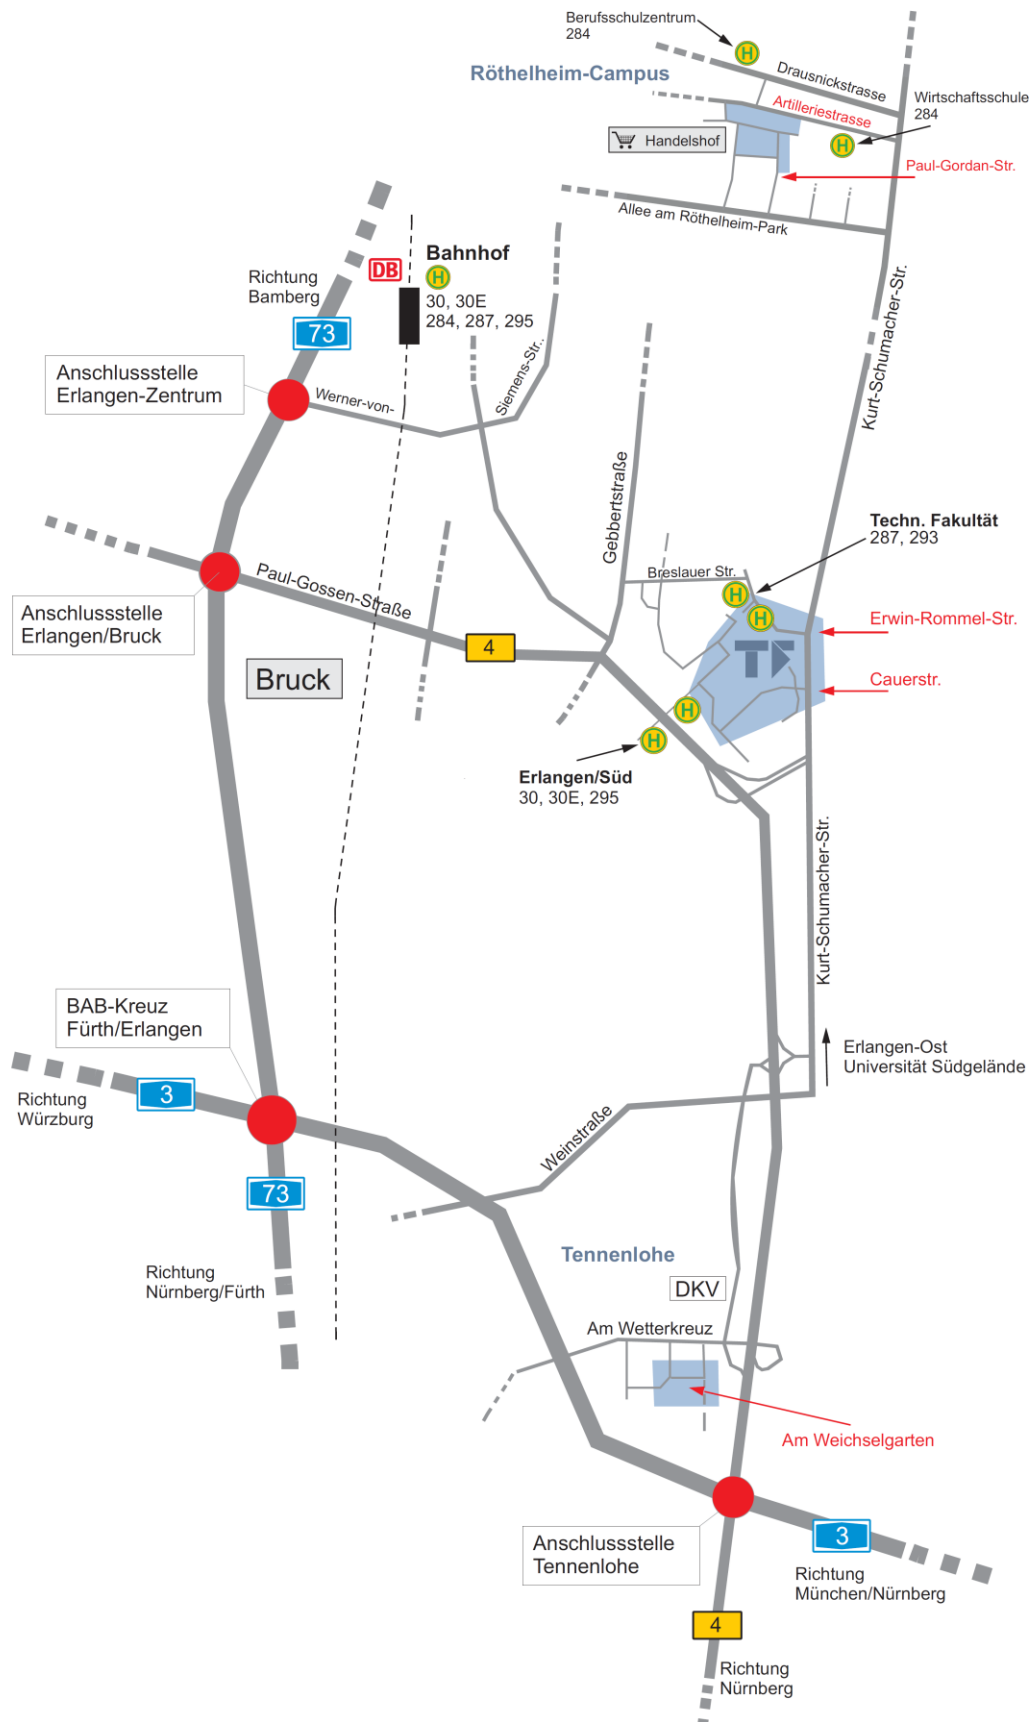 Berufsschulzentrum
284
H
Drausnickstrasse
Röthelheim-Campus
Wirtschaftsschule
284
Artilleriestrasse
H
Handelshof
Paul-Gordan-Str.
Allee am Röthelheim-Park
Bahnhof
DB
H
30, 30E
284, 287, 295
Richtung
Bamberg
73
Kurt-Schumacher-Str.
Anschlussstelle
Erlangen-Zentrum
Werner-von-
Siemens-Str..
Gebbertstraße
Techn. Fakultät
287, 293
Breslauer Str.
H
H
Paul-Gossen-Straße
Anschlussstelle
Erlangen/Bruck
Erwin-Rommel-Str.
4
TF
Bruck
Cauerstr.
H
H
Erlangen/Süd
30, 30E, 295
Kurt-Schumacher-Str.
BAB-Kreuz
Fürth/Erlangen
Erlangen-Ost
Universität Südgelände
3
Richtung
Würzburg
Weinstraße
73
Tennenlohe
Richtung
Nürnberg/Fürth
DKV
Am Wetterkreuz
Am Weichselgarten
Anschlussstelle
Tennenlohe
3
Richtung
München/Nürnberg
4
Richtung
Nürnberg